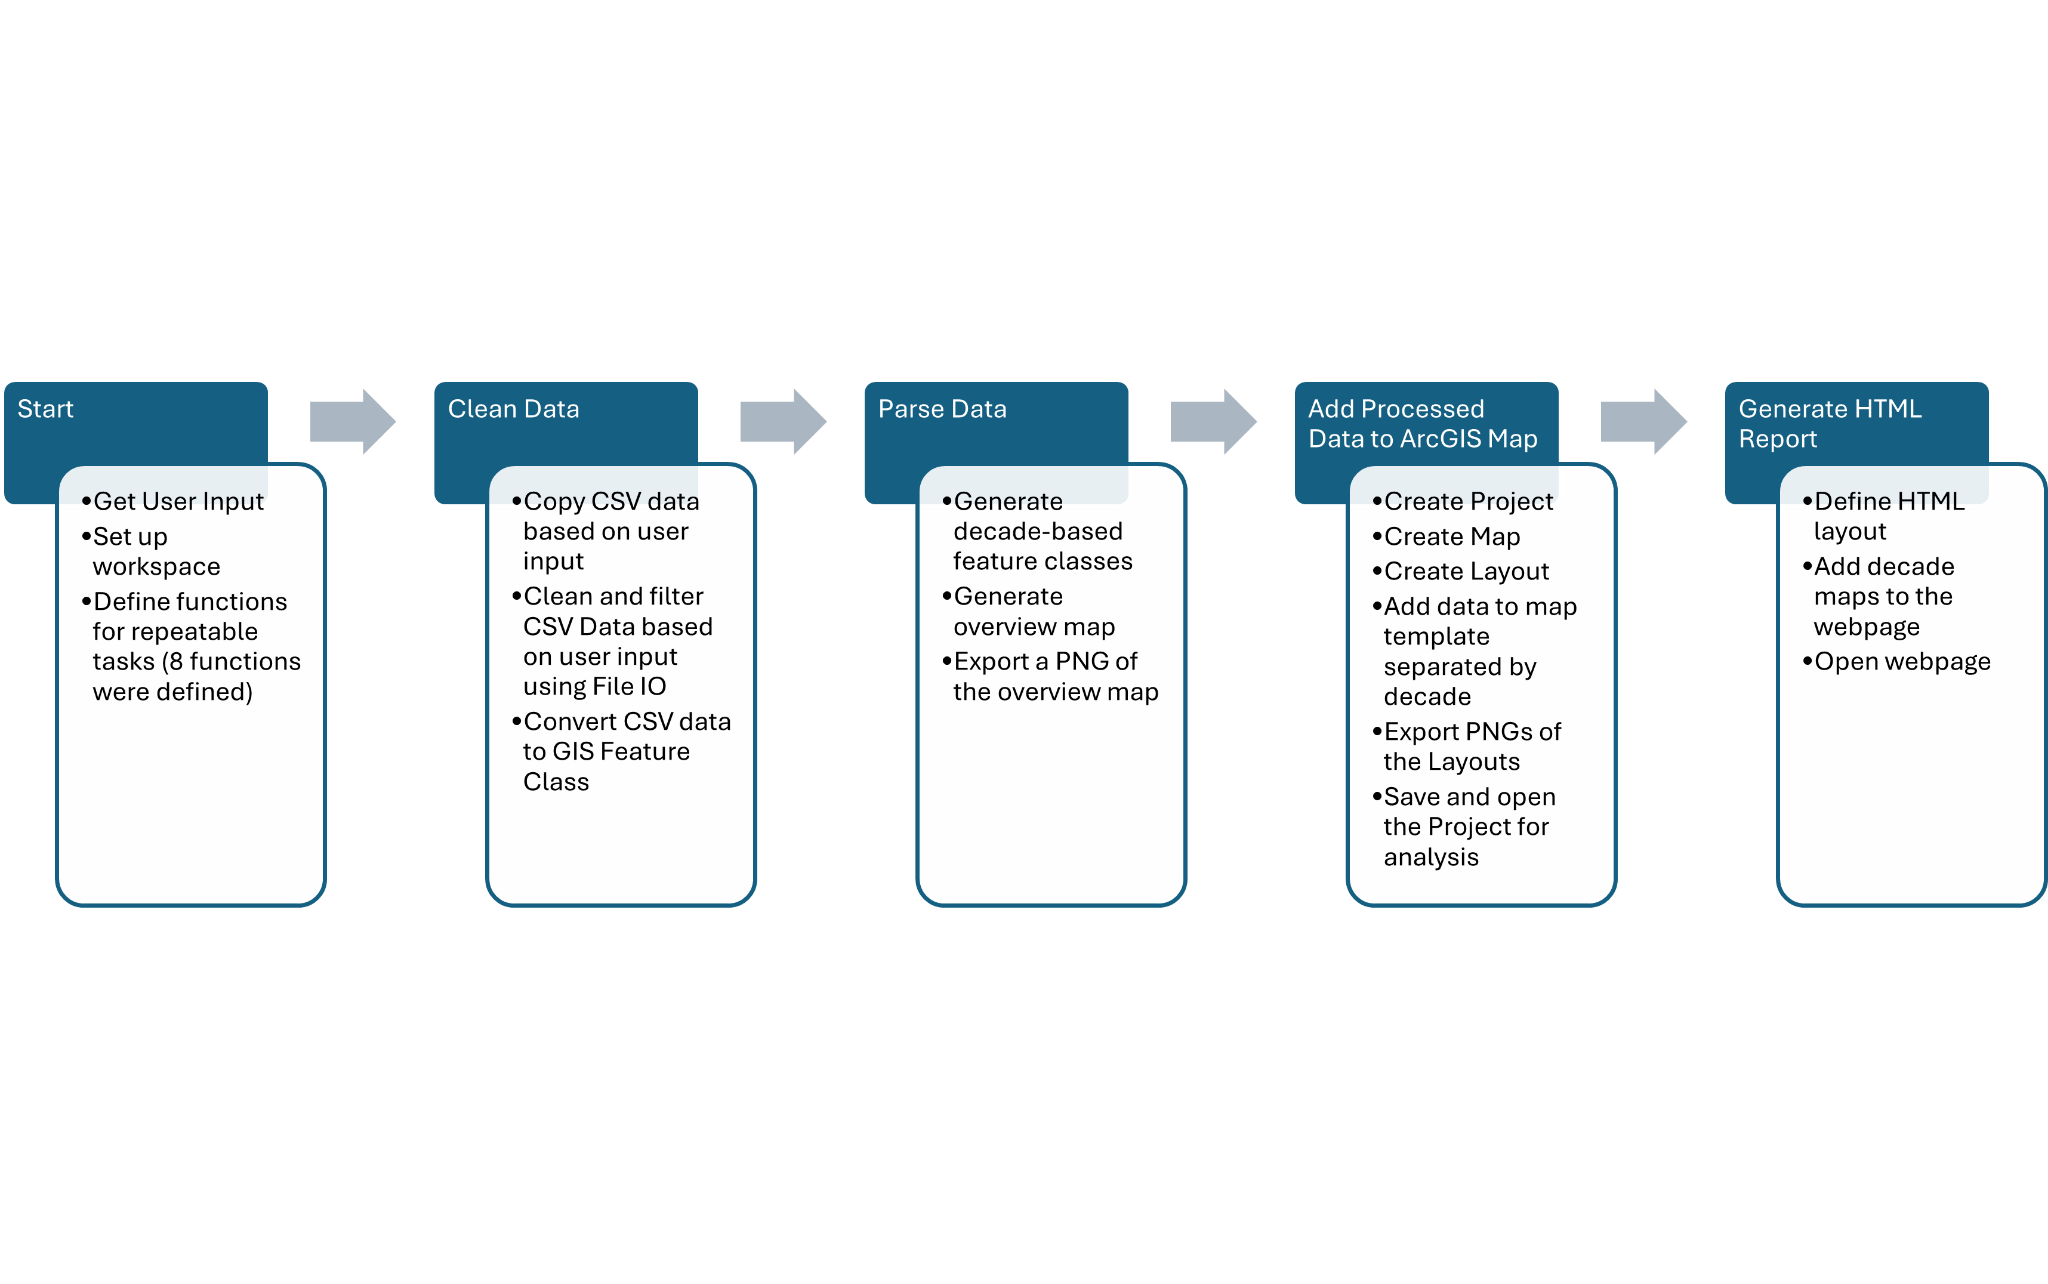 Start
•Get User Input
•Set up
workspace
•Define functions
for repeatable
tasks (8 functions
were defined)
Clean Data
•Copy CSV data
based on user
input
•Clean and filter
CSV Data based
on user input
using File IO
•Convert CSV data
to GIS Feature
Class
Parse Data
•Generate
decade-based
feature classes
•Generate
overview map
•Export a PNG of
the overview map
Add Processed
Data to ArcGIS Map
•Create Project
•Create Map
•Create Layout
•Add data to map
template
separated by
decade
•Export PNGs of
the Layouts
•Save and open
the Project for
analysis
Generate HTML
Report
•Define HTML
layout
•Add decade
maps to the
webpage
•Open webpage